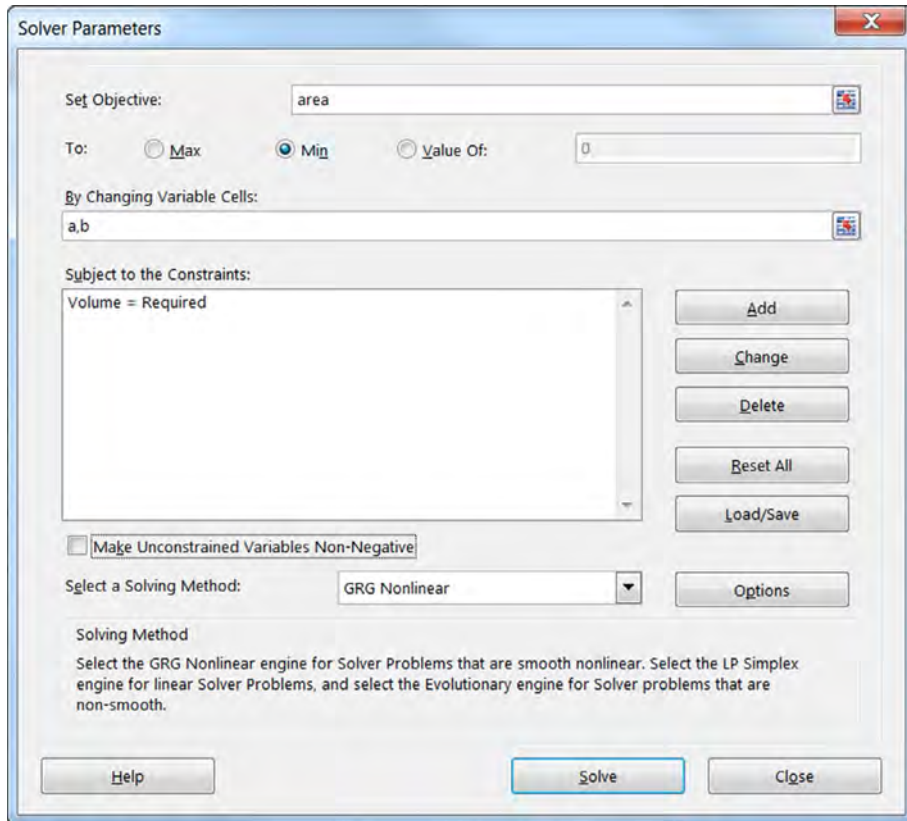 Solver Parameters
X
Set Objective:
area
To:
Max
Min
Value Of:
0
By Changing Variable Cells:
a,b
Subject to the Constraints:
Volume = Required
Add
Change
Delete
Reset All
Load/Save
Make Unconstrained Variables Non-Negative
Select a Solving Method:
GRG Nonlinear
Options
Solving Method
Select the GRG Nonlinear engine for Solver Problems that are smooth nonlinear. Select the LP Simplex
engine for linear Solver Problems, and select the Evolutionary engine for Solver problems that are
non-smooth.
Help
Solve
Close